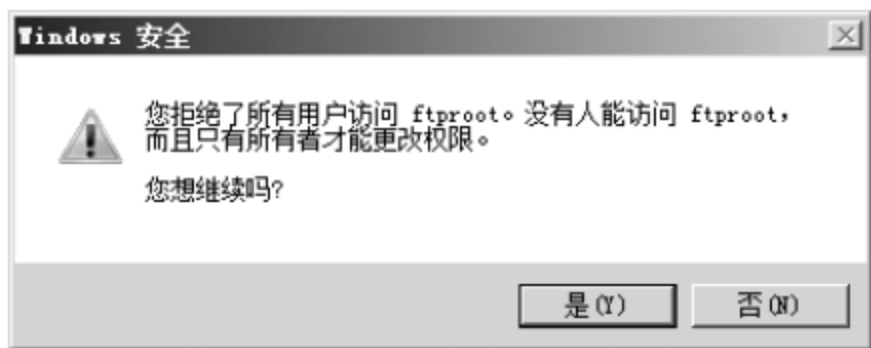 Windows 安全
您拒绝了所有用户访问 ftproot。没有人能访问 ftproot，
而且只有所有者才能更改权限。
您想继续吗?
是(Y)
否(N)